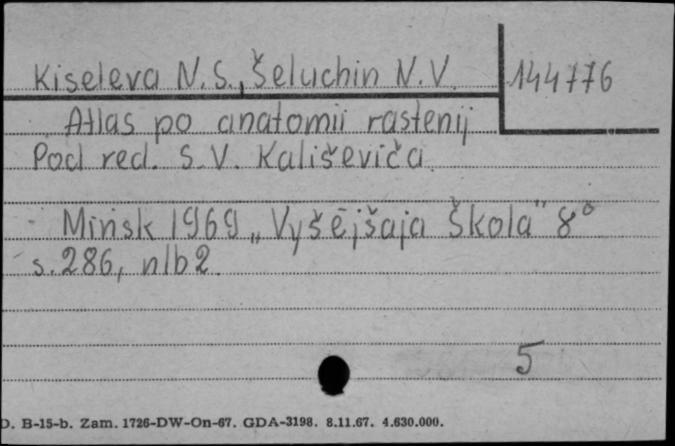 Kiseleva N.S., Šeluchin N.V.
144776
Atlas po anatomii rastenij
Pod red. S.V. Kališeviča
Mińsk 1969 „Vyšėjšaja Škola" 8°
s. 286, nlb 2.
5
D. B-15-b. Zam. 1726-DW-On-67. GDA-3198. 8.11.67. 4.630.000.